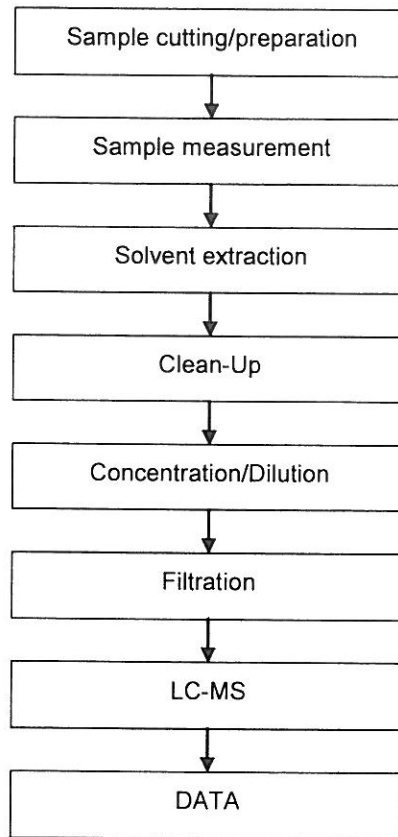 Sample cutting/preparation
Sample measurement
Solvent extraction
Clean-Up
Concentration/Dilution
Filtration
LC-MS
DATA